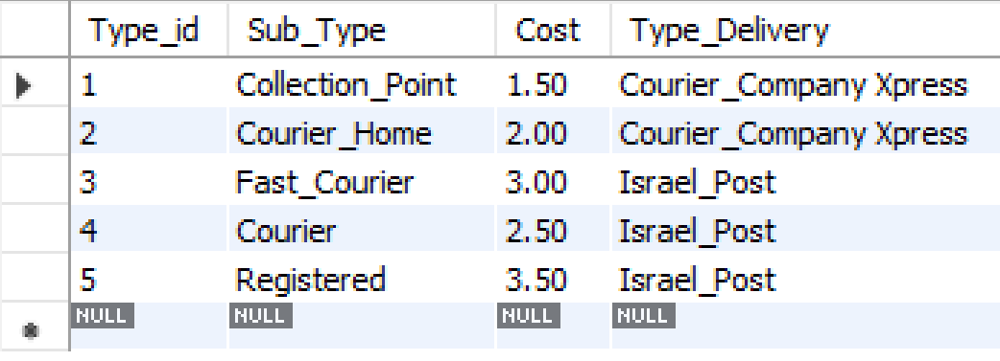 Type_id Sub_Type Cost Type_Delivery
1 Collection_Point 1.50 Courier_Company Xpress
2 Courier_Home 2.00 Courier_Company Xpress
3 Fast_Courier 3.00 Israel_Post
4 Courier 2.50 Israel_Post
5 Registered 3.50 Israel_Post
NULL NULL NULL NULL